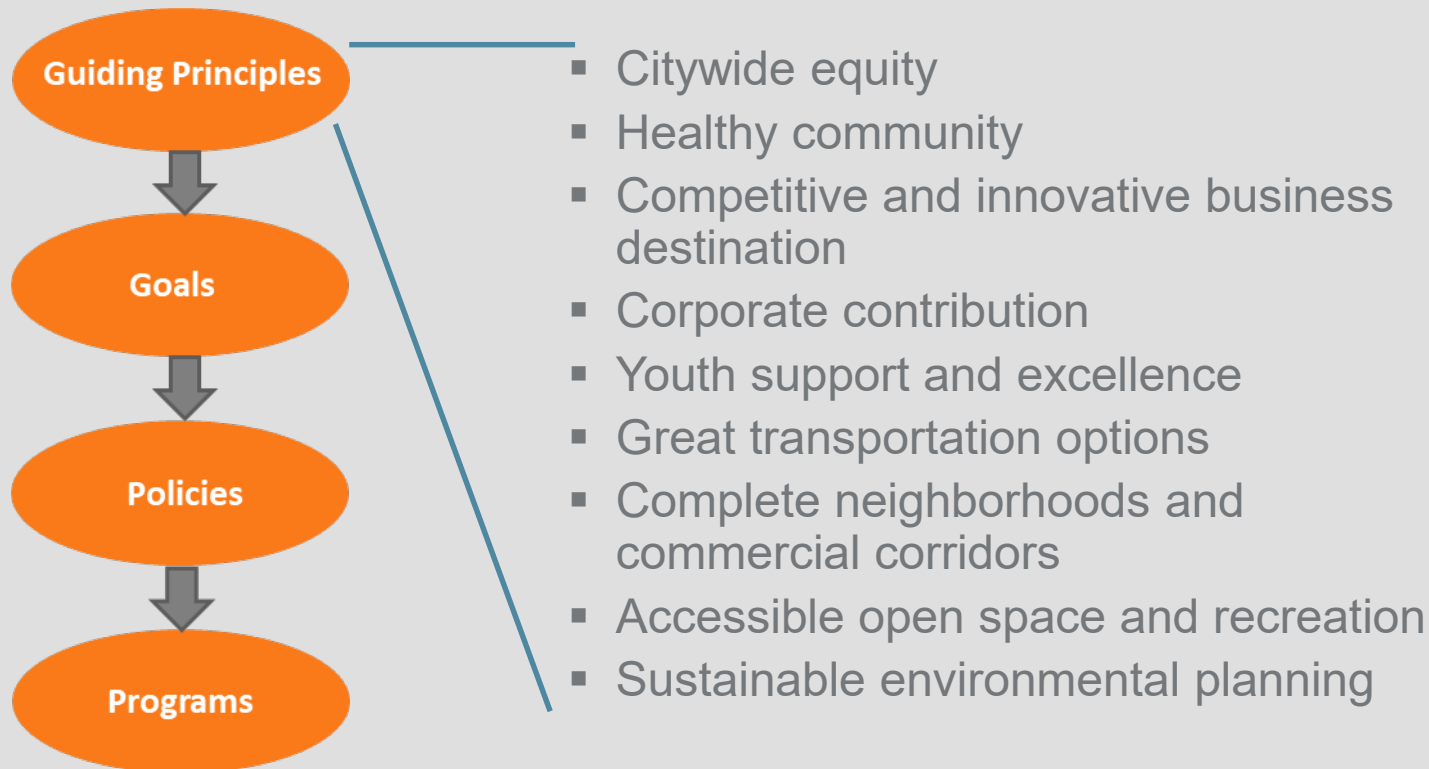 Guiding Principles
Goals
Policies
Programs
▪ Citywide equity
▪ Healthy community
▪ Competitive and innovative business
destination
▪ Corporate contribution
▪ Youth support and excellence
▪ Great transportation options
▪ Complete neighborhoods and
commercial corridors
▪ Accessible open space and recreation
▪ Sustainable environmental planning